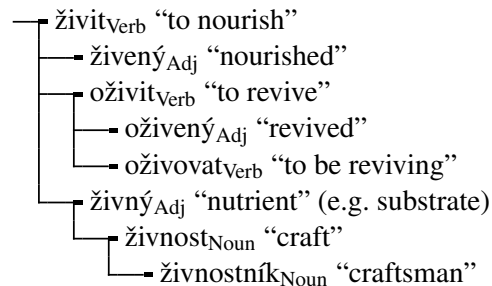 živitVerb “to nourish”
živenýAdj “nourished”
oživitVerb “to revive”
oživenýAdj “revived”
oživovatVerb “to be reviving”
živnýAdj “nutrient” (e.g. substrate)
živnostNoun “craft”
živnostníkNoun “craftsman”